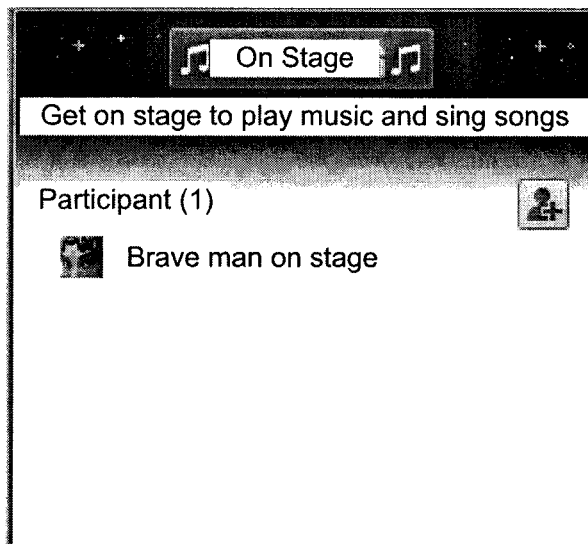 On Stage
Get on stage to play music and sing songs
Participant (1)
Brave man on stage